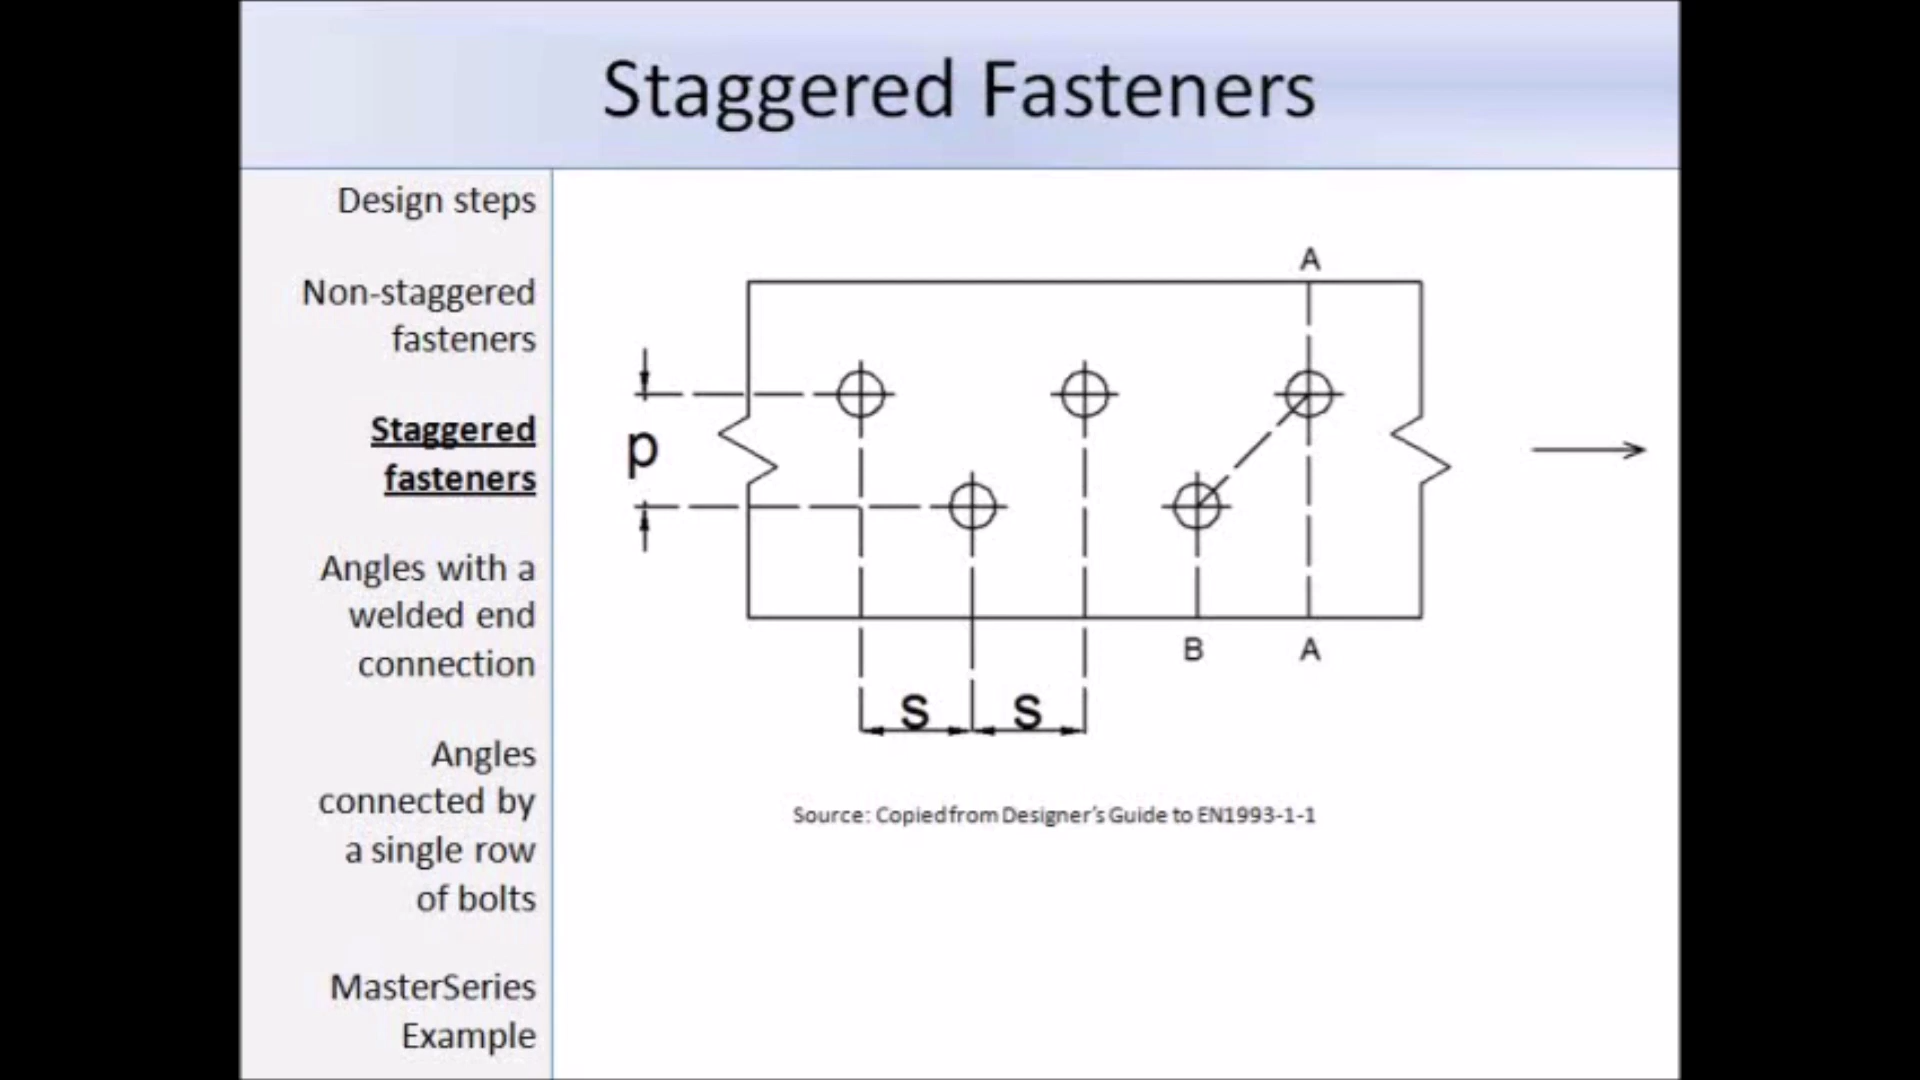 Staggered Fasteners
Design steps
Non-staggered
fasteners
Staggered
fasteners
Angles with a
welded end
connection
Angles
connected by
a single row
of bolts
MasterSeries
Example
A
p
B
A
s
s
Source: Copied from Designer's Guide to EN1993-1-1